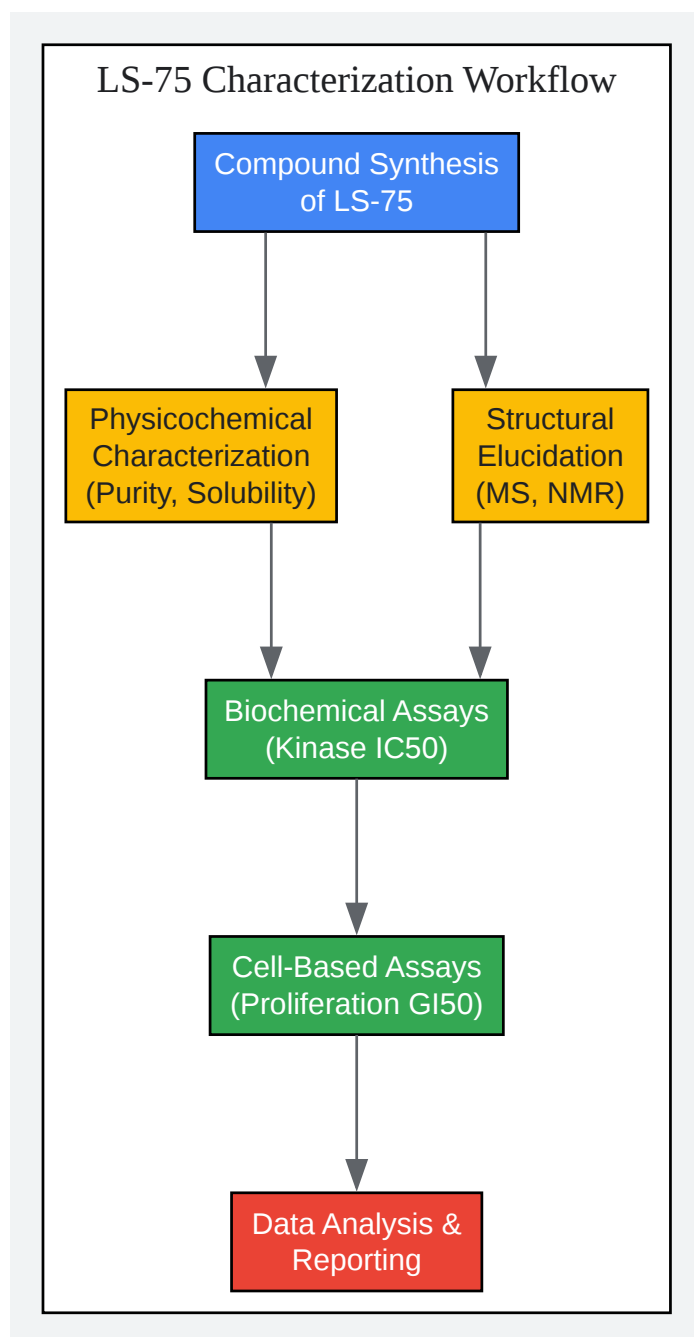 LS-75 Characterization Workflow
Compound Synthesis
of LS-75
Physicochemical
Characterization
(Purity, Solubility)
Structural
Elucidation
(MS, NMR)
Biochemical Assays
(Kinase IC50)
Cell-Based Assays
(Proliferation GI50)
Data Analysis &
Reporting